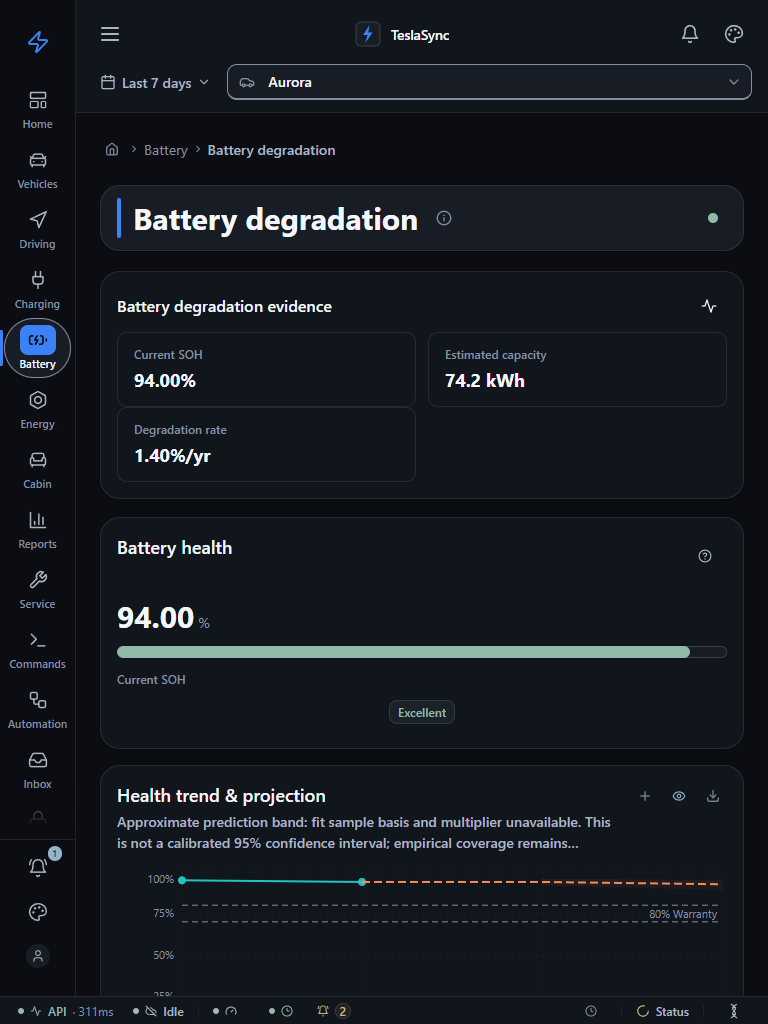 TeslaSync
Last 7 days
Aurora
Home
Vehicles
Driving
Charging
Battery
Energy
Cabin
Reports
Service
Commands
Automation
Inbox
1
Battery
Battery degradation
Battery degradation
Battery degradation evidence
Current SOH
94.00%
Estimated capacity
74.2 kWh
Degradation rate
1.40%/yr
Battery health
94.00 %
Current SOH
Excellent
Health trend & projection
Approximate prediction band: fit sample basis and multiplier unavailable. This
is not a calibrated 95% confidence interval; empirical coverage remains...
100%
75%
80% Warranty
50%
25%
API · 311ms
Idle
2
Status